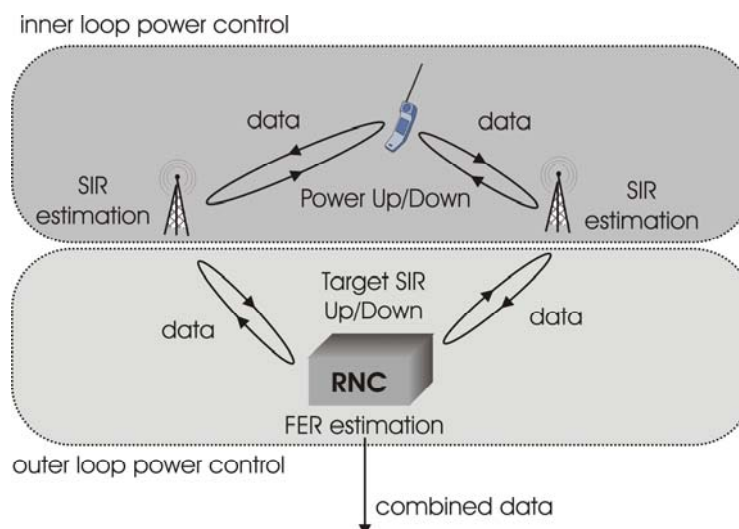 inner loop power control
data
data
SIR
estimation
Power Up/Down
SIR
estimation
Target SIR
Up/Down
data
data
RNC
FER estimation
outer loop power control
combined data